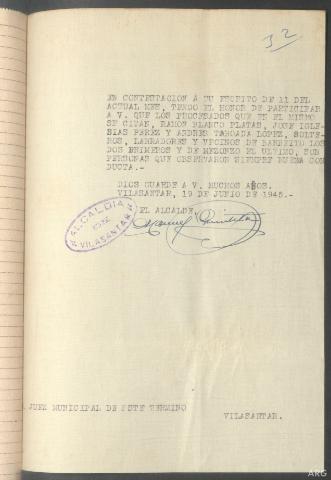 32
EN CONTESTACION A SU ESCRITO DE 11 DEL
ACTUAL MES, TENGO EL HONOR DE PARTICIPAR
A V. QUE LOS PROCESADOS QUE EN EL MISMO
SE CITAN, RAMON BLANCO PLATAS, JOSE IGLE-
SIAS PEREZ Y ANDRES TABOADA LOPEZ, SOLTE-
ROS, LABRADORES Y VECINOS DE BARBEITO LOS
DOS PRIMEROS Y DE MEZONZO EL ULTIMO, SON
PERSONAS QUE OBSERVARON SIEMPRE BUENA CON
DUCTA.-
DIOS GUARDE A V. MUCHOS AÑOS.
VILASANTAR, 19 DE JUNIO DE 1945.-
EL ALCALDE,
ALCALDIA
DE
VILASANTAR
Manuel
JUEZ MUNICIPAL DE ESTE TERMINO
VILASANTAR.
ARG